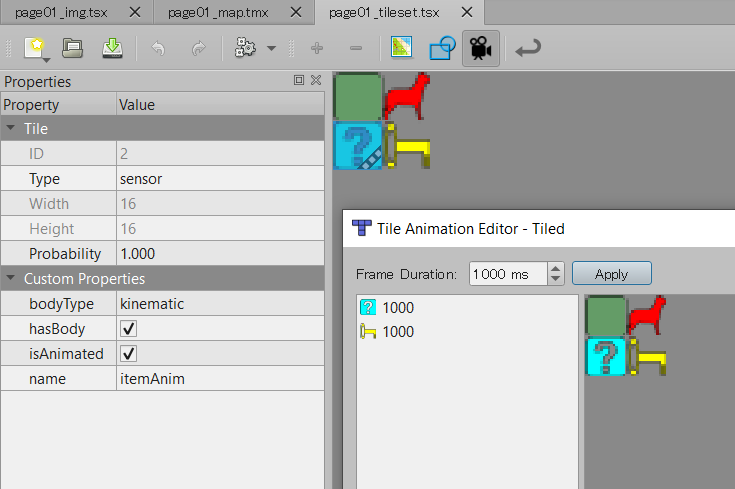 page01_img.tsx
page01_map.tmx
page01_tileset.tsx
Properties
Property Value
Tile
ID 2
Type sensor
Width 16
Height 16
Probability 1.000
Custom Properties
bodyType kinematic
hasBody
isAnimated
name itemAnim
?
Tile Animation Editor - Tiled
Frame Duration: 1000 ms Apply
? 1000
1000
?